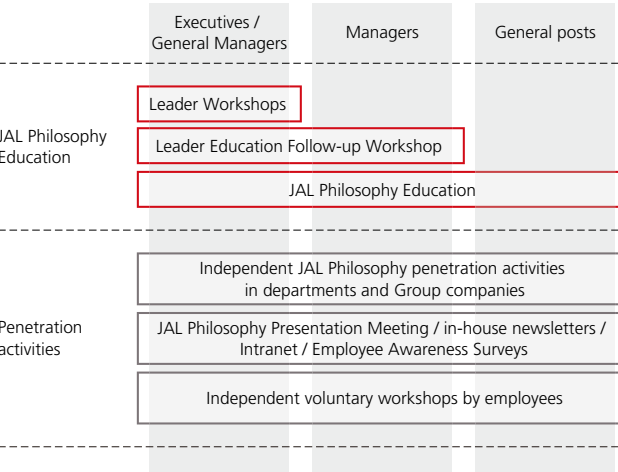 Executives /
General Managers
Managers
General posts
Leader Workshops
JAL Philosophy
Education
Leader Education Follow-up Workshop
JAL Philosophy Education
Independent JAL Philosophy penetration activities
in departments and Group companies
Penetration
activities
JAL Philosophy Presentation Meeting / in-house newsletters /
Intranet / Employee Awareness Surveys
Independent voluntary workshops by employees